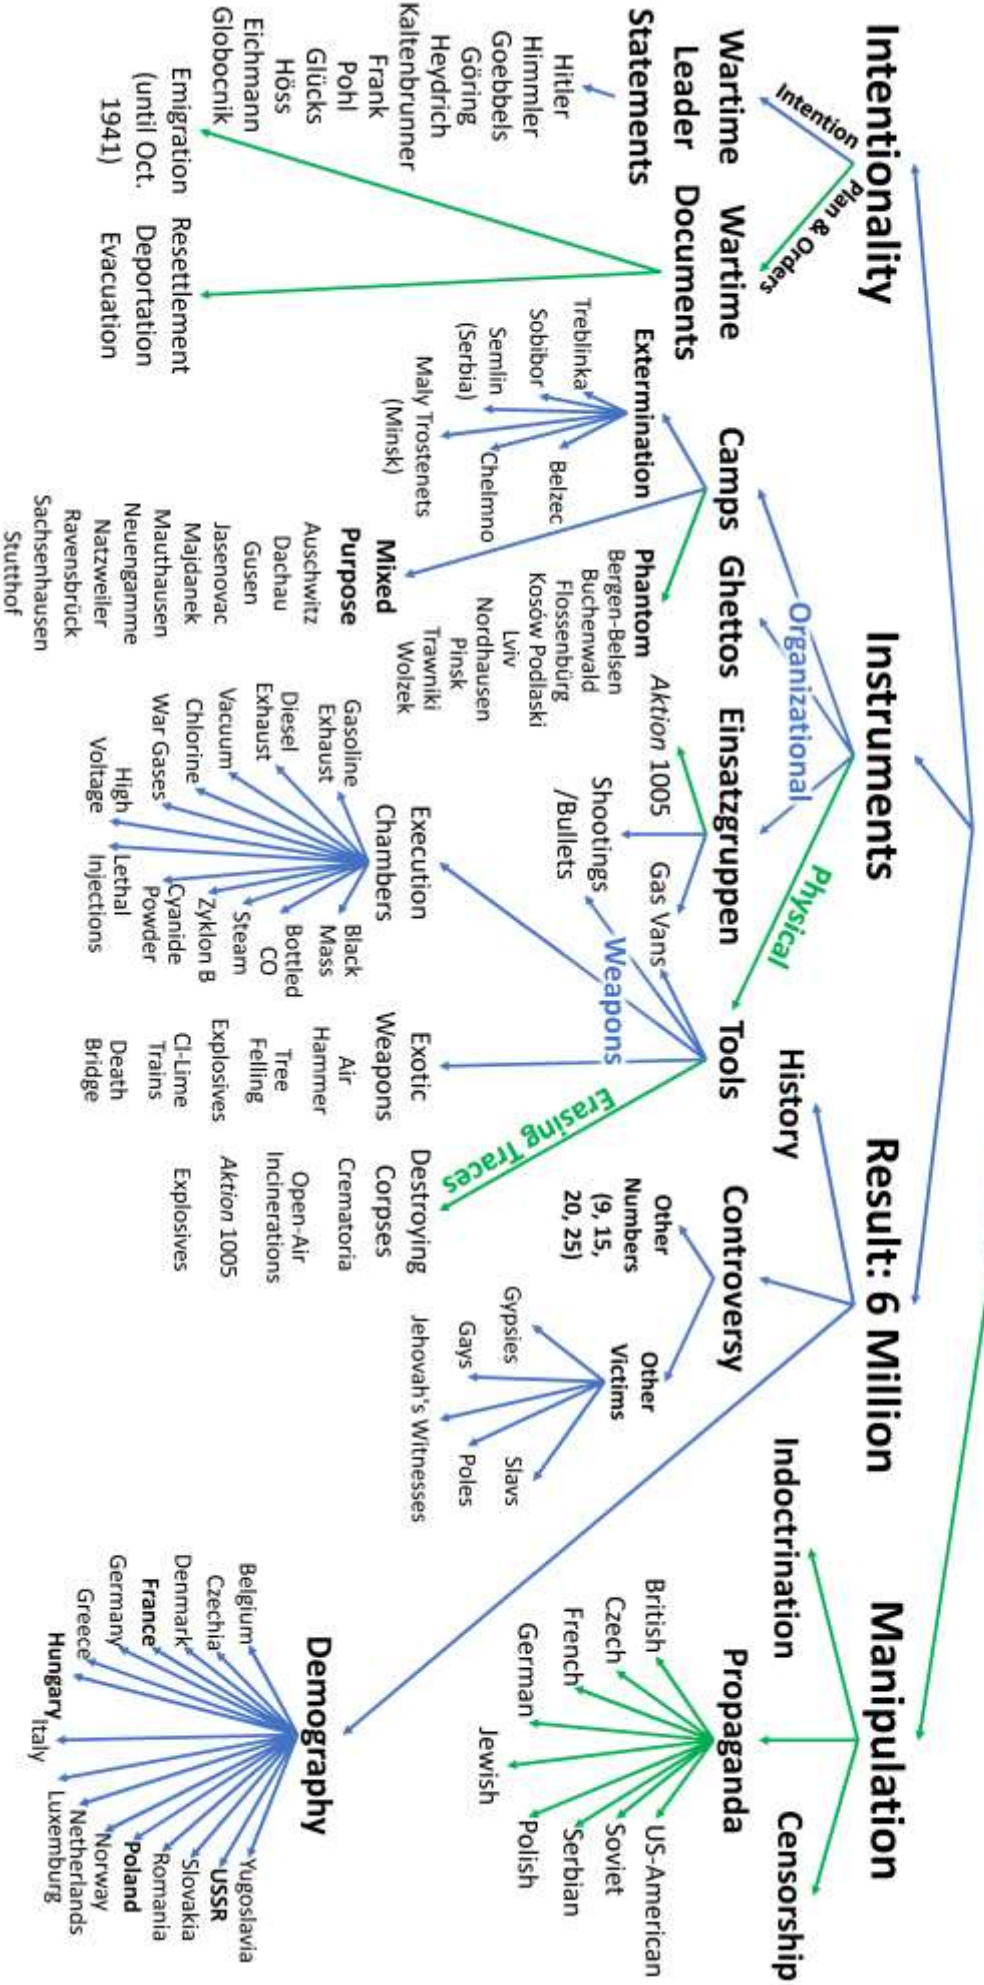 Intentionality
Instruments
Result: 6 Million
Manipulation
Intention
Plan & Orders
Wartime
Leader
Statements
Hitler
Himmler
Goebbels
Göring
Heydrich
Kaltenbrunner
Frank
Pohl
Glücks
Höss
Eichmann
Globocnik
Wartime
Documents
Emigration
(until Oct.
1941)
Resettlement
Deportation
Evacuation
Organizational
Physical
Camps
Ghettos
Einsatzgruppen
Tools
Extermination
Treblinka
Sobibor
Semlin
(Serbia)
Maly Trostenets
(Minsk)
Chelmno
Belzec
Mixed
Purpose
Auschwitz
Dachau
Gusen
Jasenovac
Majdanek
Mauthausen
Neuengamme
Natzweiler
Ravensbrück
Sachsenhausen
Stutthof
Phantom
Bergen-Belsen
Buchenwald
Flossenbürg
Kosów Podlaski
Lviv
Nordhausen
Pinsk
Trawniki
Wolzek
Aktion 1005
Shootings
/Bullets
Gas Vans
Weapons
Erasing Traces
Execution
Chambers
Gasoline
Exhaust
Diesel
Exhaust
Vacuum
Chlorine
War Gases
High
Voltage
Lethal
Injections
Cyanide
Powder
Zyklon B
Steam
Bottled
CO
Black
Mass
Exotic
Weapons
Air
Hammer
Tree
Felling
Explosives
Cl-Lime
Trains
Death
Bridge
Destroying
Corpses
Crematoria
Open-Air
Incinerations
Aktion 1005
Explosives
History
Controversy
Other
Numbers
(9, 15,
20, 25)
Other
Victims
Gypsies
Gays
Jehovah's Witnesses
Poles
Slavs
Demography
Belgium
Czechia
Denmark
France
Germany
Greece
Hungary
Italy
Luxemburg
Netherlands
Norway
Poland
Romania
Slovakia
USSR
Yugoslavia
Indoctrination
Propaganda
Censorship
British
Czech
French
German
Jewish
Polish
Serbian
Soviet
US-American